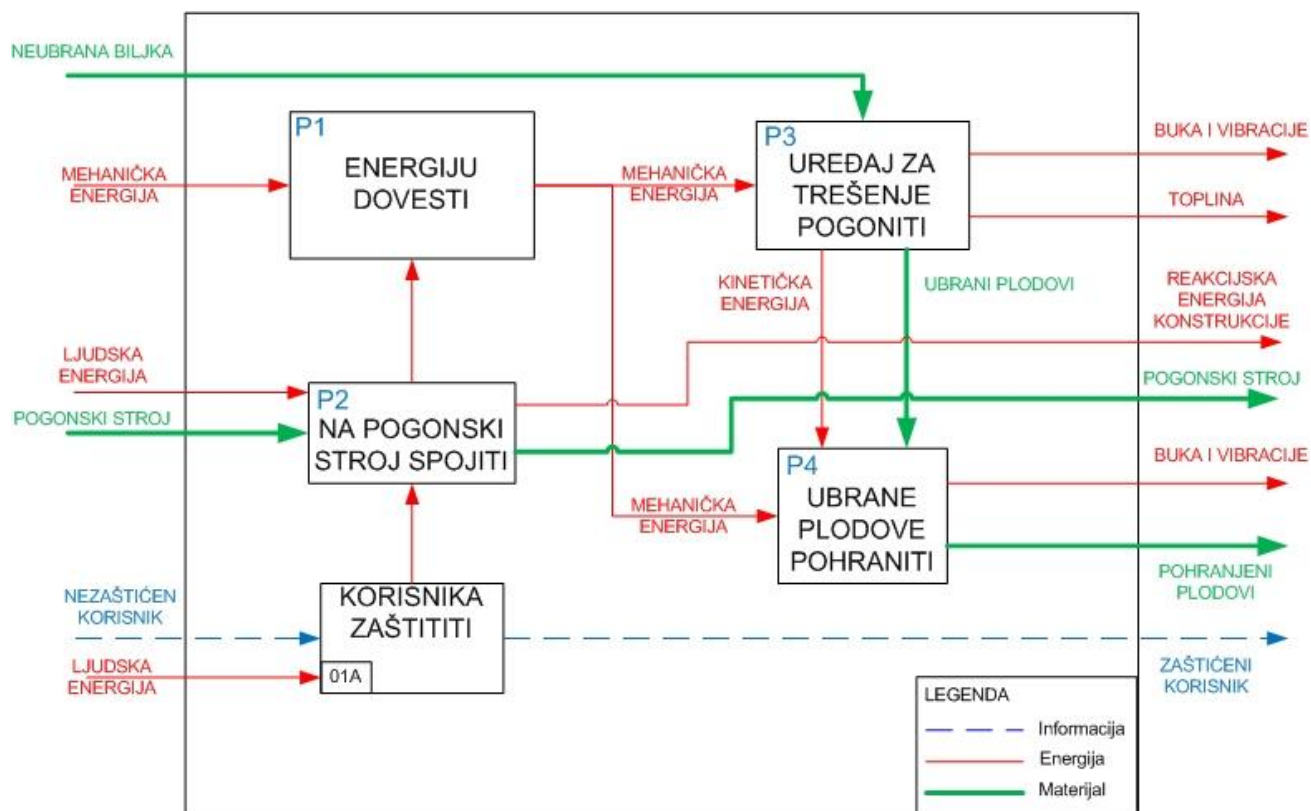 NEUBRANA BILJKA
P1
ENERGIJU
DOVESTI
MEHANIČKA
ENERGIJA
MEHANIČKA
ENERGIJA
P3
UREĐAJ ZA
TREŠENJE
POGONITI
BUKA I VIBRACIJE
TOPLINA
KINETIČKA
ENERGIJA
UBRANI PLODOVI
REAKCIJSKA
ENERGIJA
KONSTRUKCIJE
LJUDSKA
ENERGIJA
POGONSKI STROJ
P2
NA POGONSKI
STROJ SPOJITI
POGONSKI STROJ
MEHANIČKA
ENERGIJA
P4
UBRANE
PLODOVE
POHRANITI
BUKA I VIBRACIJE
POHRANJENI
PLODOVI
NEZAŠTIĆEN
KORISNIK
LJUDSKA
ENERGIJA
KORISNIKA
ZAŠTITITI
01A
ZAŠTIĆENI
KORISNIK
LEGENDA
Informacija
Energija
Materijal